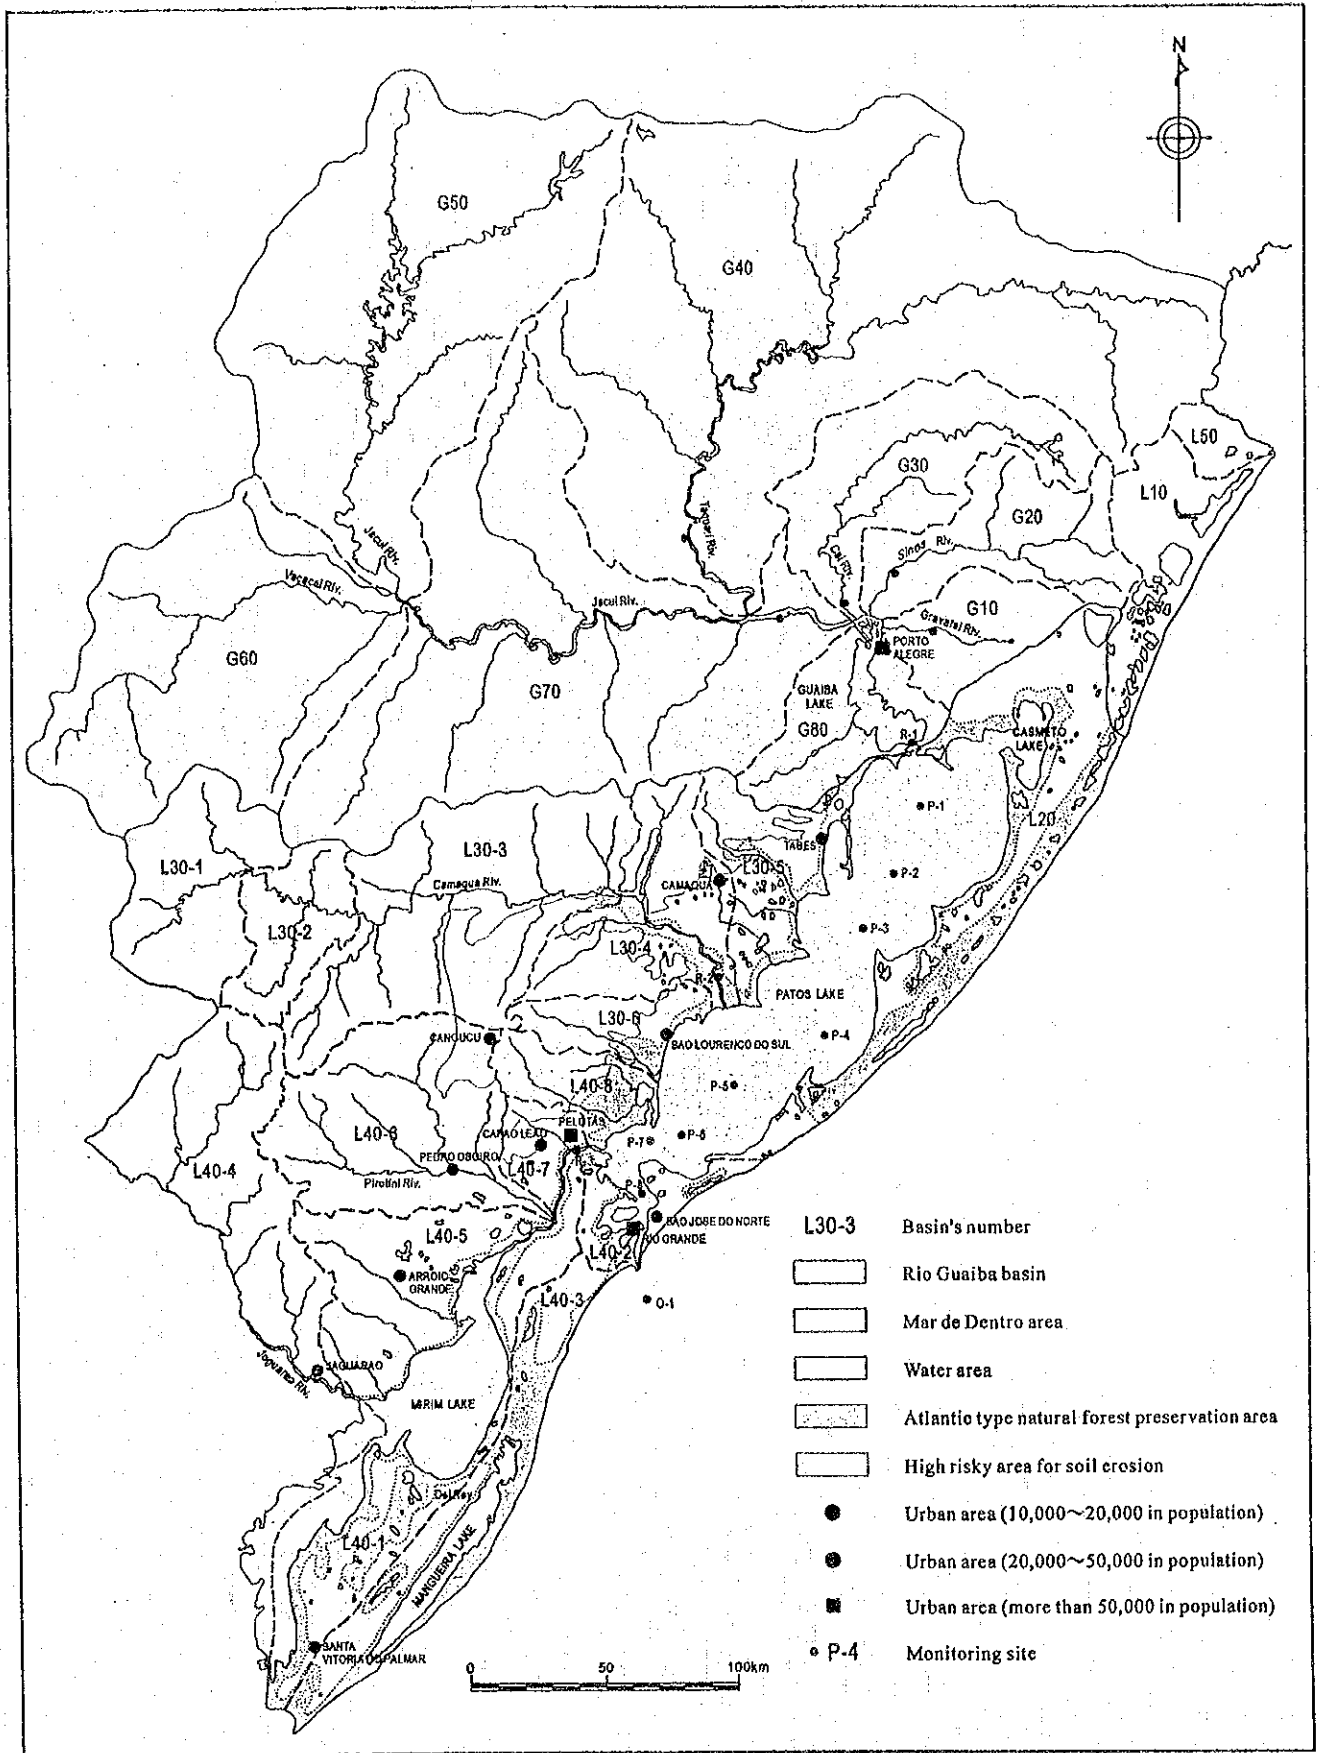 N
G50
G40
L50
G30
L10
G20
Jacui Riv.
Taquari Riv.
Cai Riv.
Sinos Riv.
Vacacai Riv.
Jacui Riv.
G10
Gravatai Riv.
PORTO
ALEGRE
G60
G70
GUAIBA
LAKE
G80
R-1
CASMETO
LAKE
P-1
L20
TABES
L30-3
L30-1
Camaqua Riv.
CAMAQUA
L30-5
P-2
L30-2
L30-4
P-3
R-2
PATOS LAKE
L30-6
CANGUCU
SAO LOURENCO DO SUL
P-4
L40-8
P-5
PELOTAS
L40-6
CAPAO LEAO
P-7
P-6
PEDRO OSORIO
L40-4
L40-7
Piratini Riv.
SAO JOSE DO NORTE
RIO GRANDE
L40-5
L40-2
ARROIO
GRANDE
L40-3
O-1
Joguarao Riv.
JAGUARAO
MIRIM LAKE
Del Rey
L40-1
MANGUEIRA LAKE
SANTA
VITORIA DO PALMAR
0 50 100km
L30-3 Basin's number
Rio Guaiba basin
Mar de Dentro area
Water area
Atlantic type natural forest preservation area
High risky area for soil erosion
Urban area (10,000~20,000 in population)
Urban area (20,000~50,000 in population)
Urban area (more than 50,000 in population)
P-4 Monitoring site